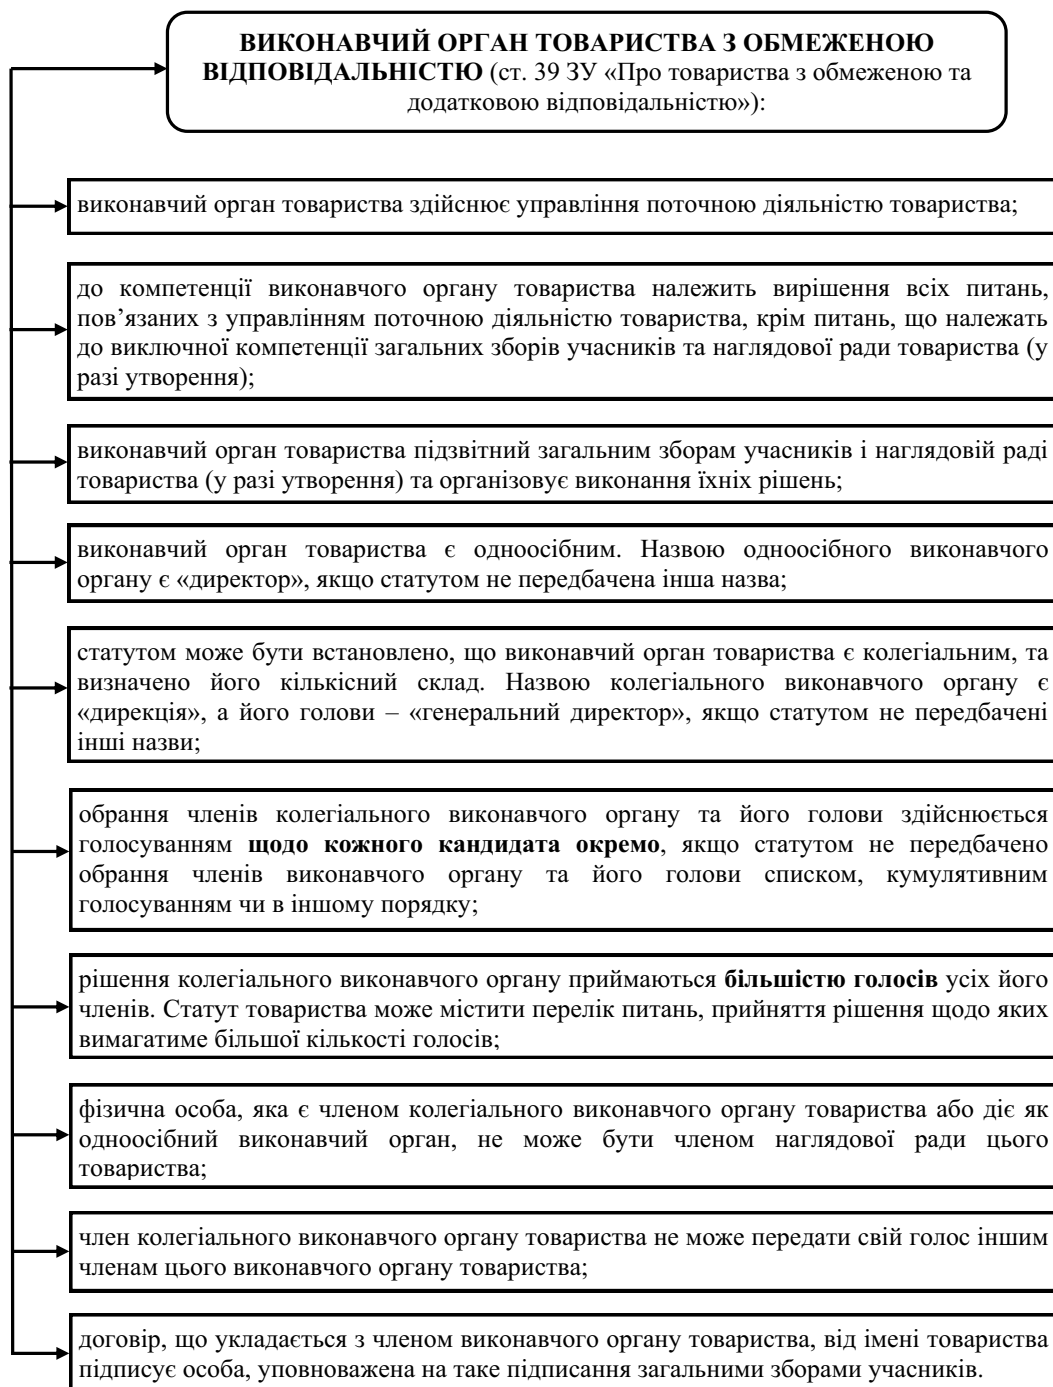 ВИКОНАВЧИЙ ОРГАН ТОВАРИСТВА З ОБМЕЖЕНОЮ
ВІДПОВІДАЛЬНІСТЮ (ст. 39 ЗУ «Про товариства з обмеженою та
додатковою відповідальністю»):
виконавчий орган товариства здійснює управління поточною діяльністю товариства;
до компетенції виконавчого органу товариства належить вирішення всіх питань,
пов’язаних з управлінням поточною діяльністю товариства, крім питань, що належать
до виключної компетенції загальних зборів учасників та наглядової ради товариства (у
разі утворення);
виконавчий орган товариства підзвітний загальним зборам учасників і наглядовій раді
товариства (у разі утворення) та організовує виконання їхніх рішень;
виконавчий орган товариства є одноосібним. Назвою одноосібного виконавчого
органу є «директор», якщо статутом не передбачена інша назва;
статутом може бути встановлено, що виконавчий орган товариства є колегіальним, та
визначено його кількісний склад. Назвою колегіального виконавчого органу є
«дирекція», а його голови – «генеральний директор», якщо статутом не передбачені
інші назви;
обрання членів колегіального виконавчого органу та його голови здійснюється
голосуванням щодо кожного кандидата окремо, якщо статутом не передбачено
обрання членів виконавчого органу та його голови списком, кумулятивним
голосуванням чи в іншому порядку;
рішення колегіального виконавчого органу приймаються більшістю голосів усіх його
членів. Статут товариства може містити перелік питань, прийняття рішення щодо яких
вимагатиме більшої кількості голосів;
фізична особа, яка є членом колегіального виконавчого органу товариства або діє як
одноосібний виконавчий орган, не може бути членом наглядової ради цього
товариства;
член колегіального виконавчого органу товариства не може передати свій голос іншим
членам цього виконавчого органу товариства;
договір, що укладається з членом виконавчого органу товариства, від імені товариства
підписує особа, уповноважена на таке підписання загальними зборами учасників.